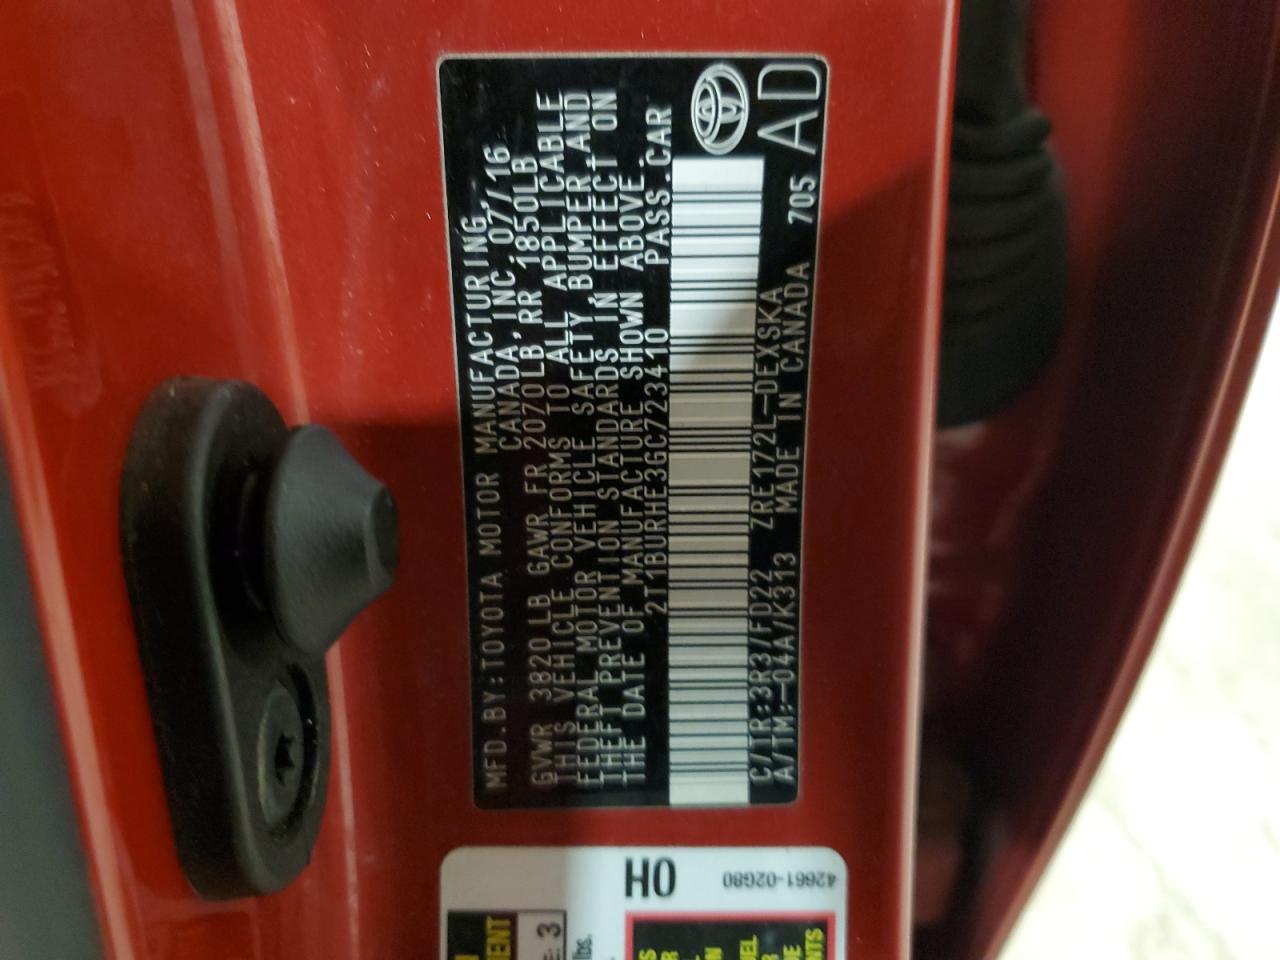 MFD.BY:TOYOTA MOTOR MANUFACTURING,
CANADA,INC. 07/16
GVWR 3820 LB GAWR FR 2070LB,RR 1850LB
THIS VEHICLE CONFORMS TO ALL APPLICABLE
FEDERAL MOTOR VEHICLE SAFETY,BUMPER,AND
THEFT PREVENTION STANDARDS IN EFFECT ON
THE DATE OF MANUFACTURE SHOWN ABOVE.
2T1BURHE3GC723410 PASS.CAR
C/TR:3R3/FD22 ZRE172L-DEXSKA
A/TM:-04A/K313 MADE IN CANADA 705
AD
OH
42661-02G80
3
lbs.